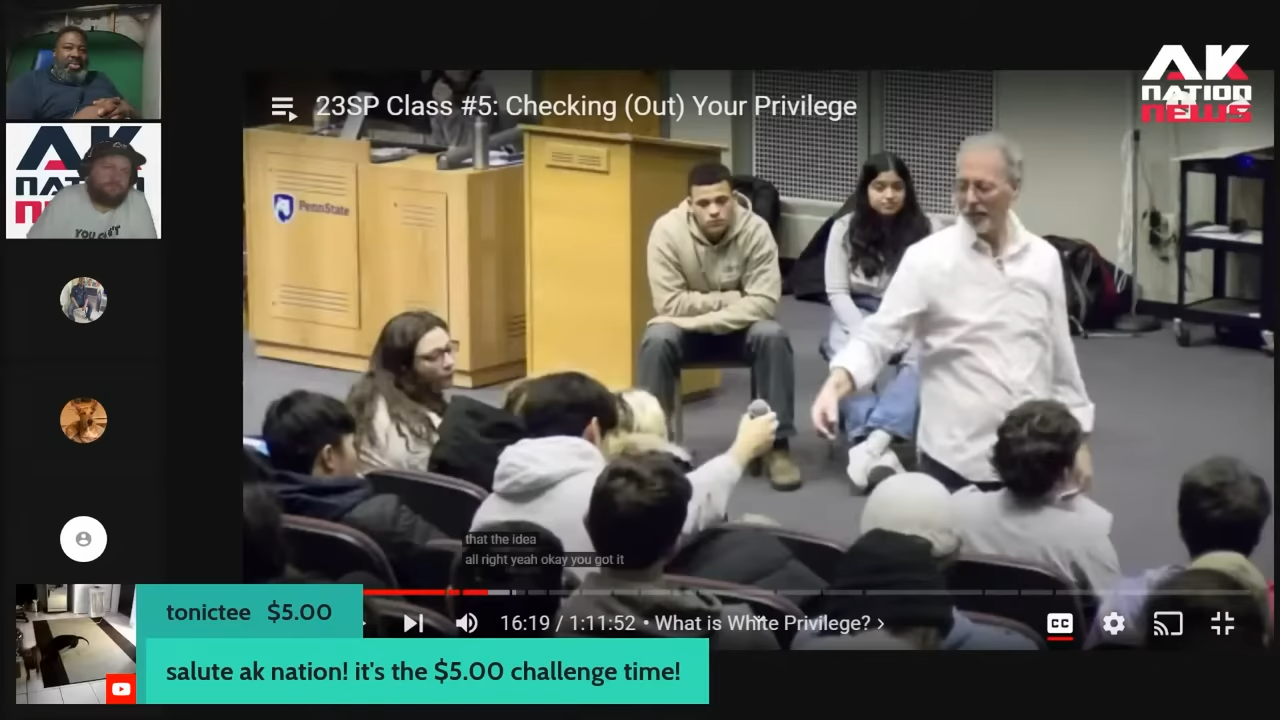 AK
NATION
NEWS
AK
23SP Class #5: Checking (Out) Your Privilege
PennState
that the idea
all right yeah okay you got it
16:19 / 1:11:52 • What is White Privilege? ›
CC
tonictee $5.00
salute ak nation! it's the $5.00 challenge time!